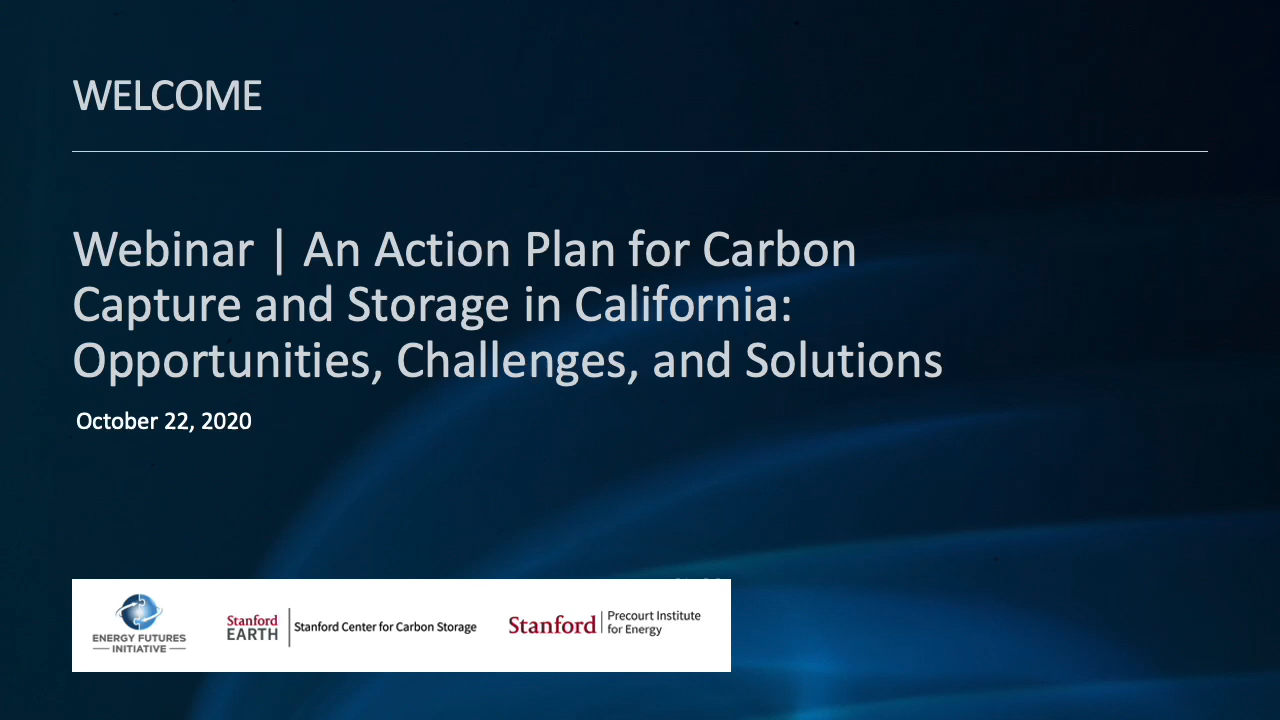 WELCOME
Webinar | An Action Plan for Carbon
Capture and Storage in California:
Opportunities, Challenges, and Solutions
October 22, 2020
ENERGY FUTURES
INITIATIVE
Stanford
EARTH
Stanford Center for Carbon Storage
Stanford
Precourt Institute
for Energy